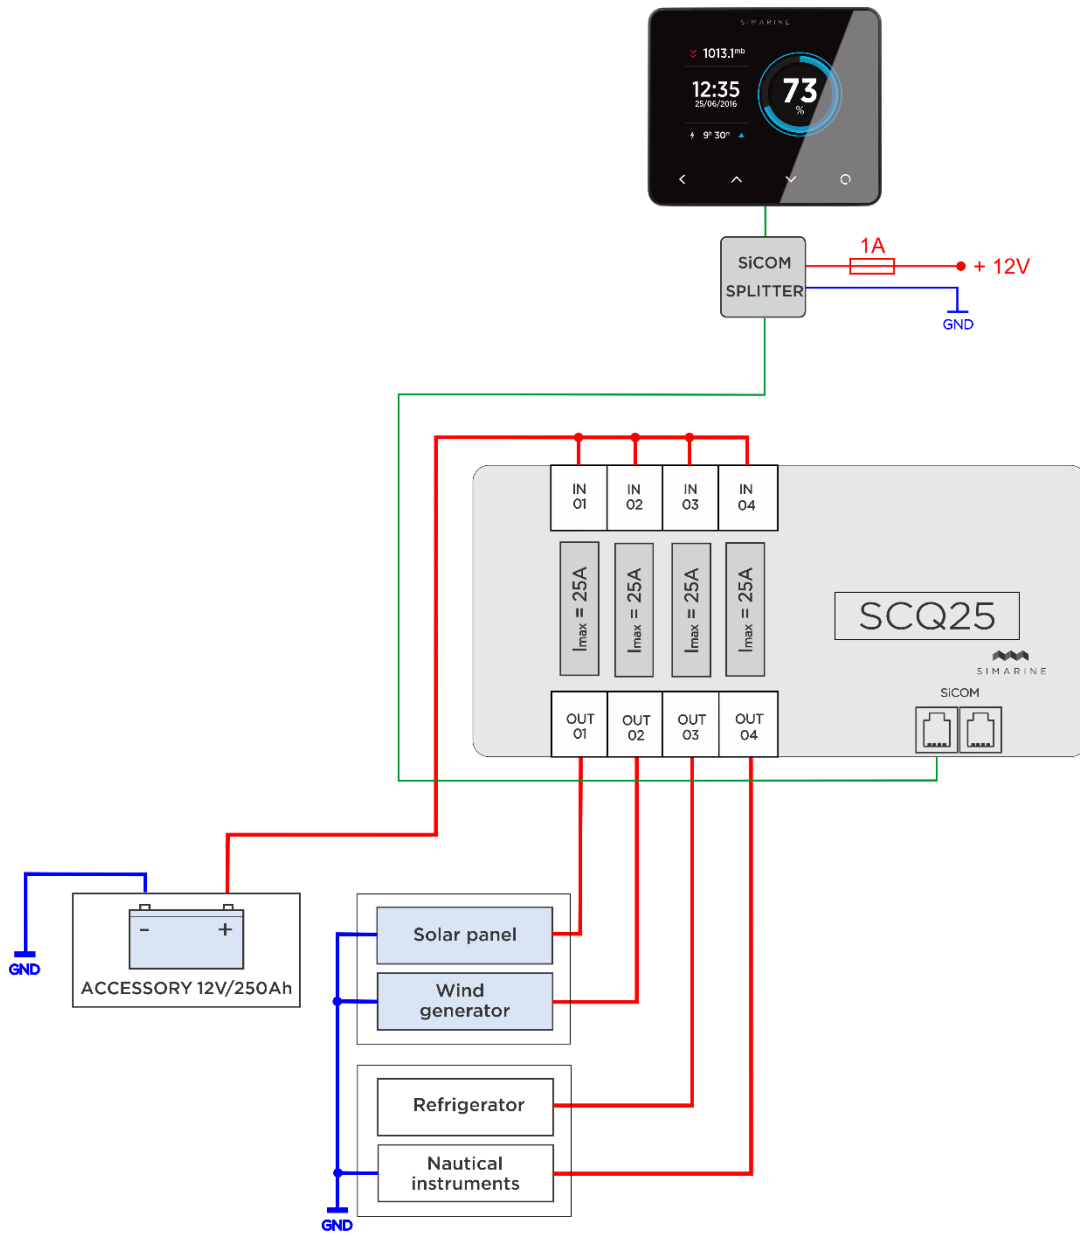 SIMARINE
1013.1mb
12:35
25/06/2016
73
%
9h 30m
1A
SiCOM
SPLITTER
+ 12V
GND
IN
01
IN
02
IN
03
IN
04
Imax = 25A
Imax = 25A
Imax = 25A
Imax = 25A
SCQ25
SIMARINE
SiCOM
OUT
01
OUT
02
OUT
03
OUT
04
- +
ACCESSORY 12V/250Ah
GND
Solar panel
Wind
generator
Refrigerator
Nautical
instruments
GND